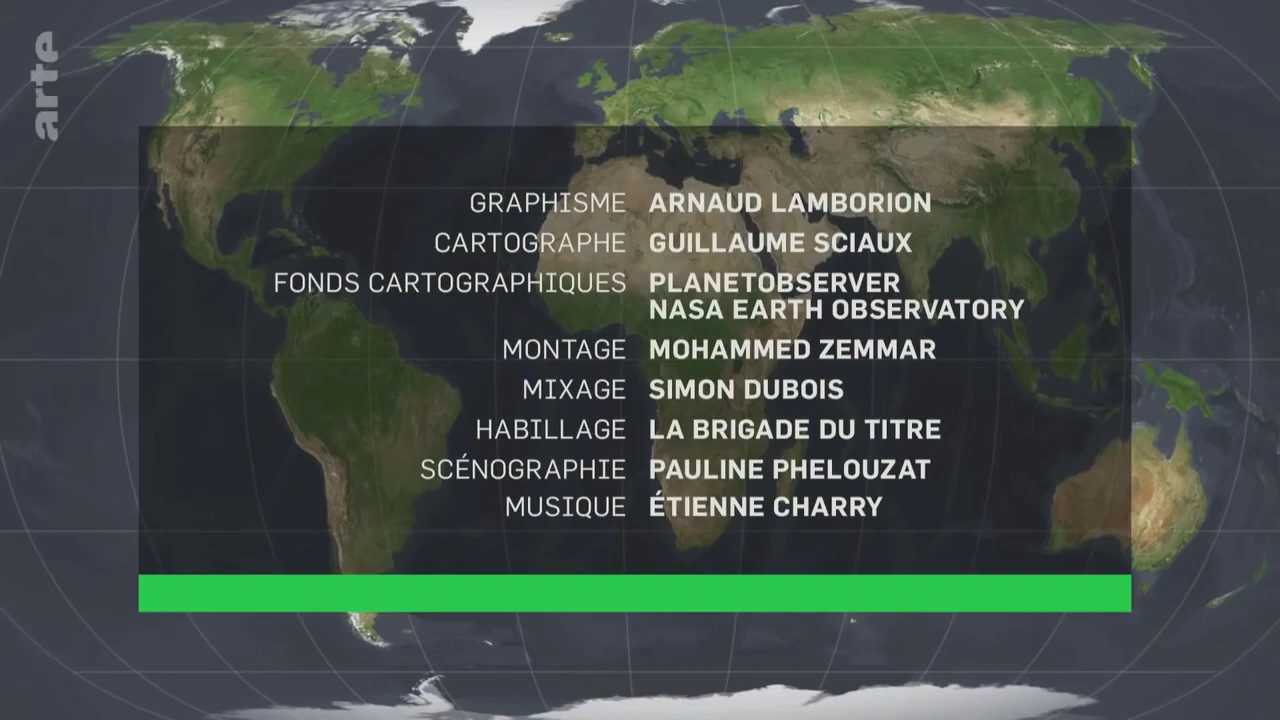 arte
GRAPHISME ARNAUD LAMBORION
CARTOGRAPHE GUILLAUME SCIAUX
FONDS CARTOGRAPHIQUES PLANETOBSERVER
NASA EARTH OBSERVATORY
MONTAGE MOHAMMED ZEMMAR
MIXAGE SIMON DUBOIS
HABILLAGE LA BRIGADE DU TITRE
SCÉNOGRAPHIE PAULINE PHELOUZAT
MUSIQUE ÉTIENNE CHARRY